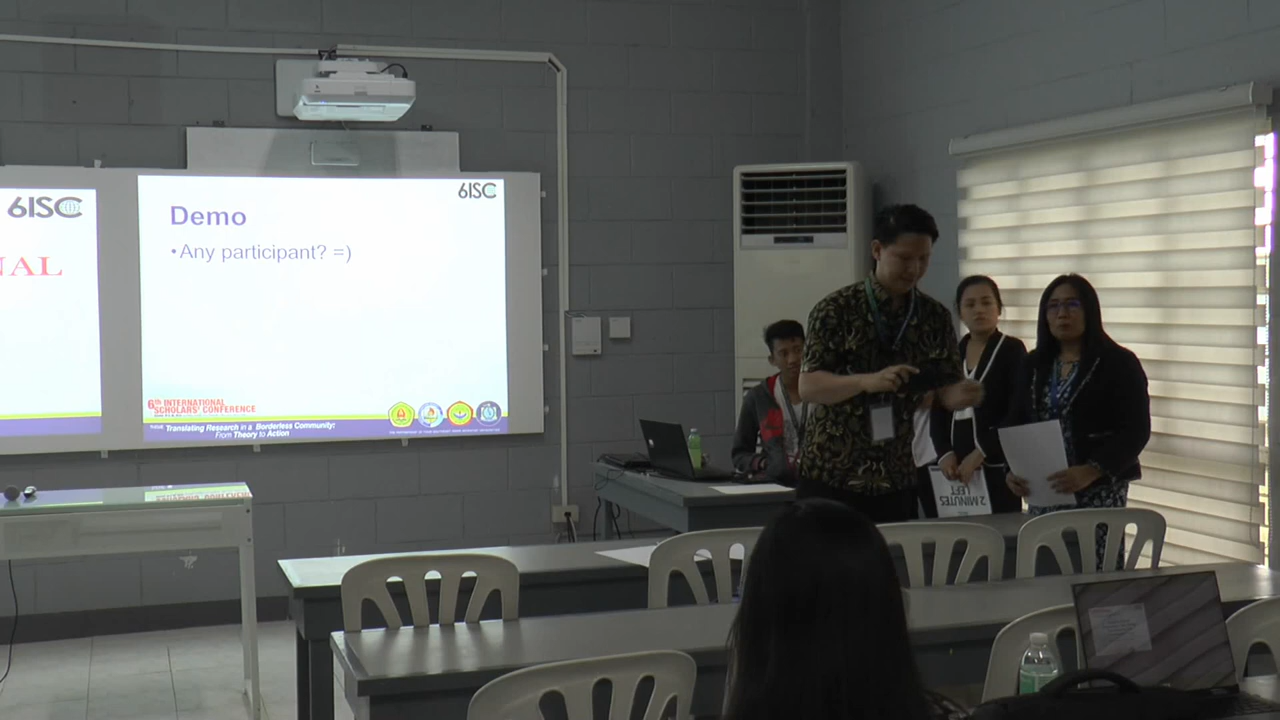 6ISC
NAL
6ISC
Demo
•Any participant? =)
6th INTERNATIONAL
SCHOLARS' CONFERENCE
Translating Research in a Borderless Community:
From Theory to Action
2 MINUTES
LEFT